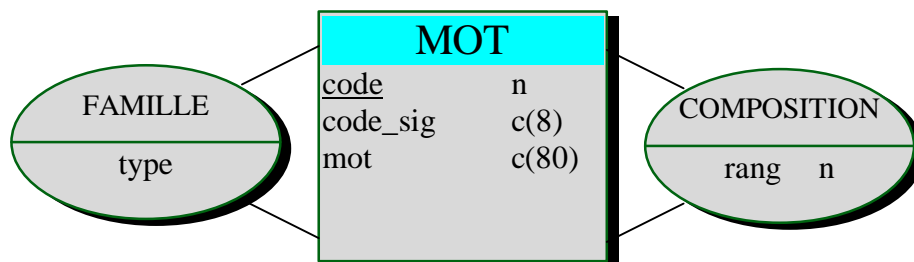 MOT
code n
code_sig c(8)
mot c(80)
FAMILLE
type
COMPOSITION
rang n